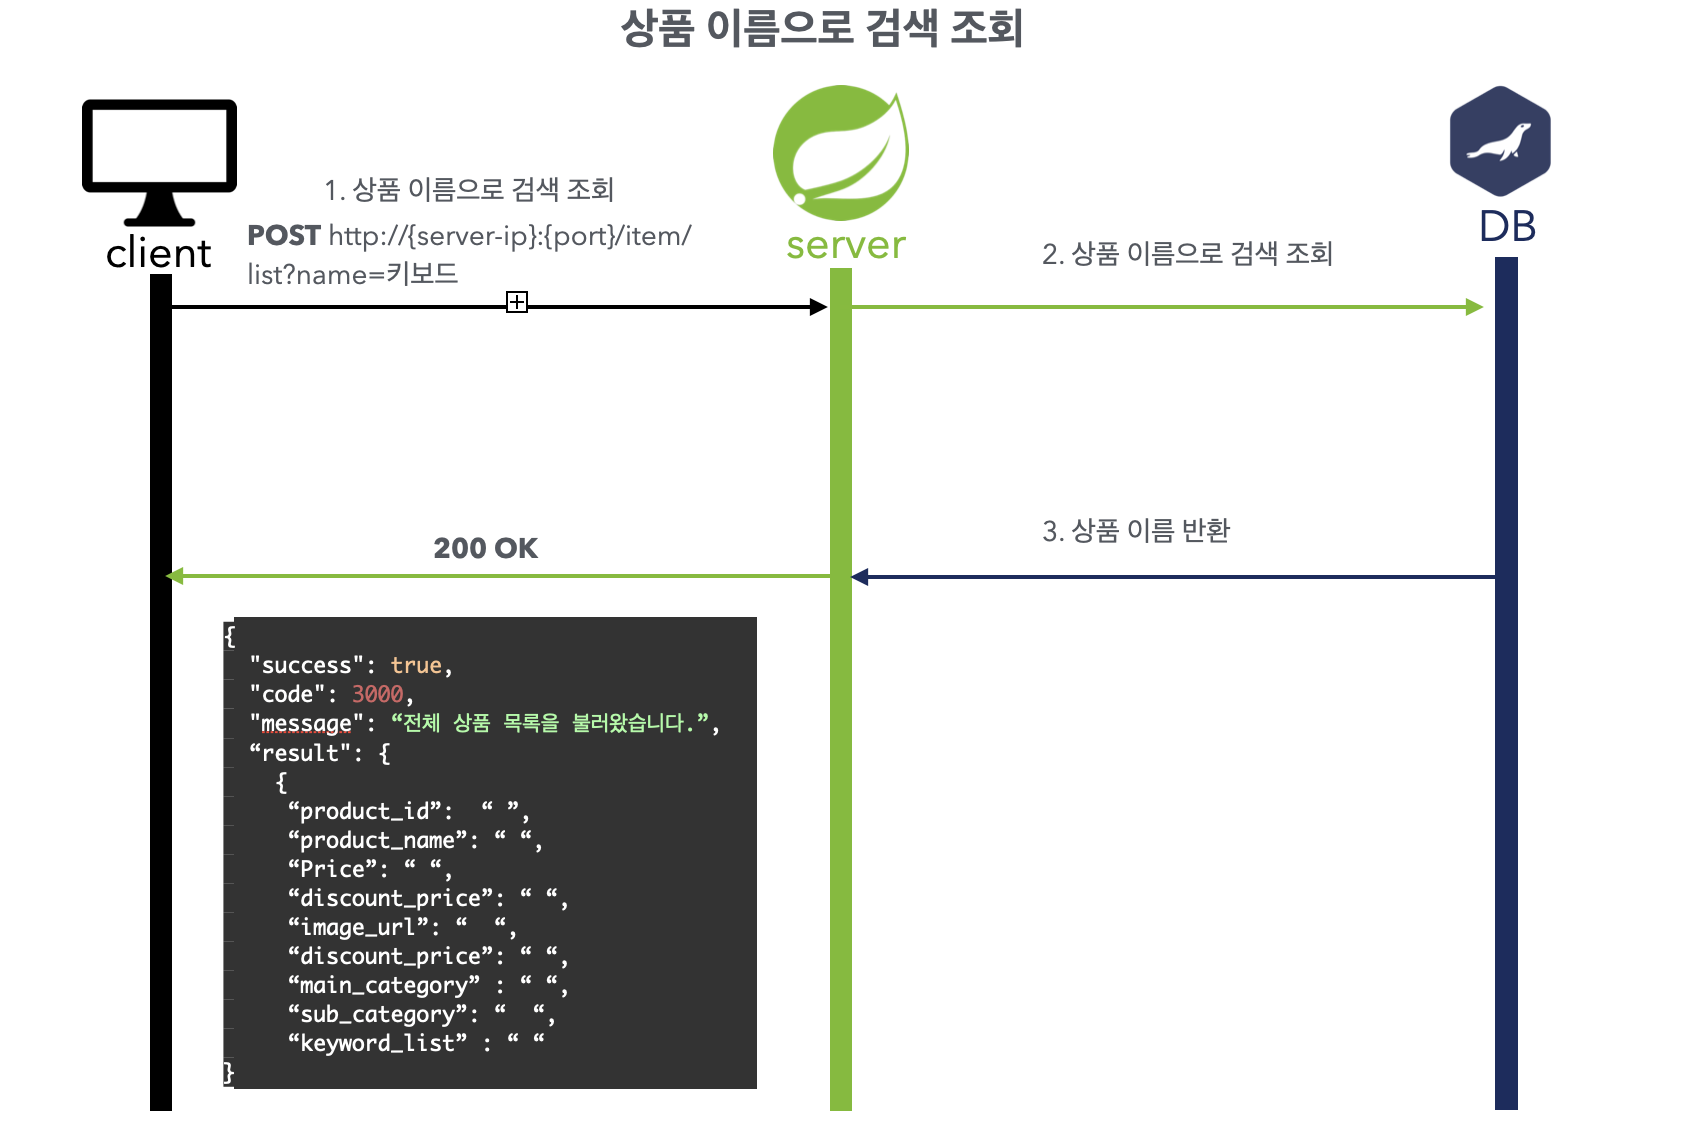 상품 이름으로 검색 조회
client
server
DB
1. 상품 이름으로 검색 조회
POST http://{server-ip}:{port}/item/
list?name=키보드
2. 상품 이름으로 검색 조회
3. 상품 이름 반환
200 OK
{
"success": true,
"code": 3000,
"message": “전체 상품 목록을 불러왔습니다.”,
“result": {
{
“product_id”:  “ ”,
“product_name”: “ “,
“Price”: “ “,
“discount_price”: “ “,
“image_url”: “  “,
“discount_price”: “ “,
“main_category” : “ “,
“sub_category”: “  “,
“keyword_list” : “ “
}